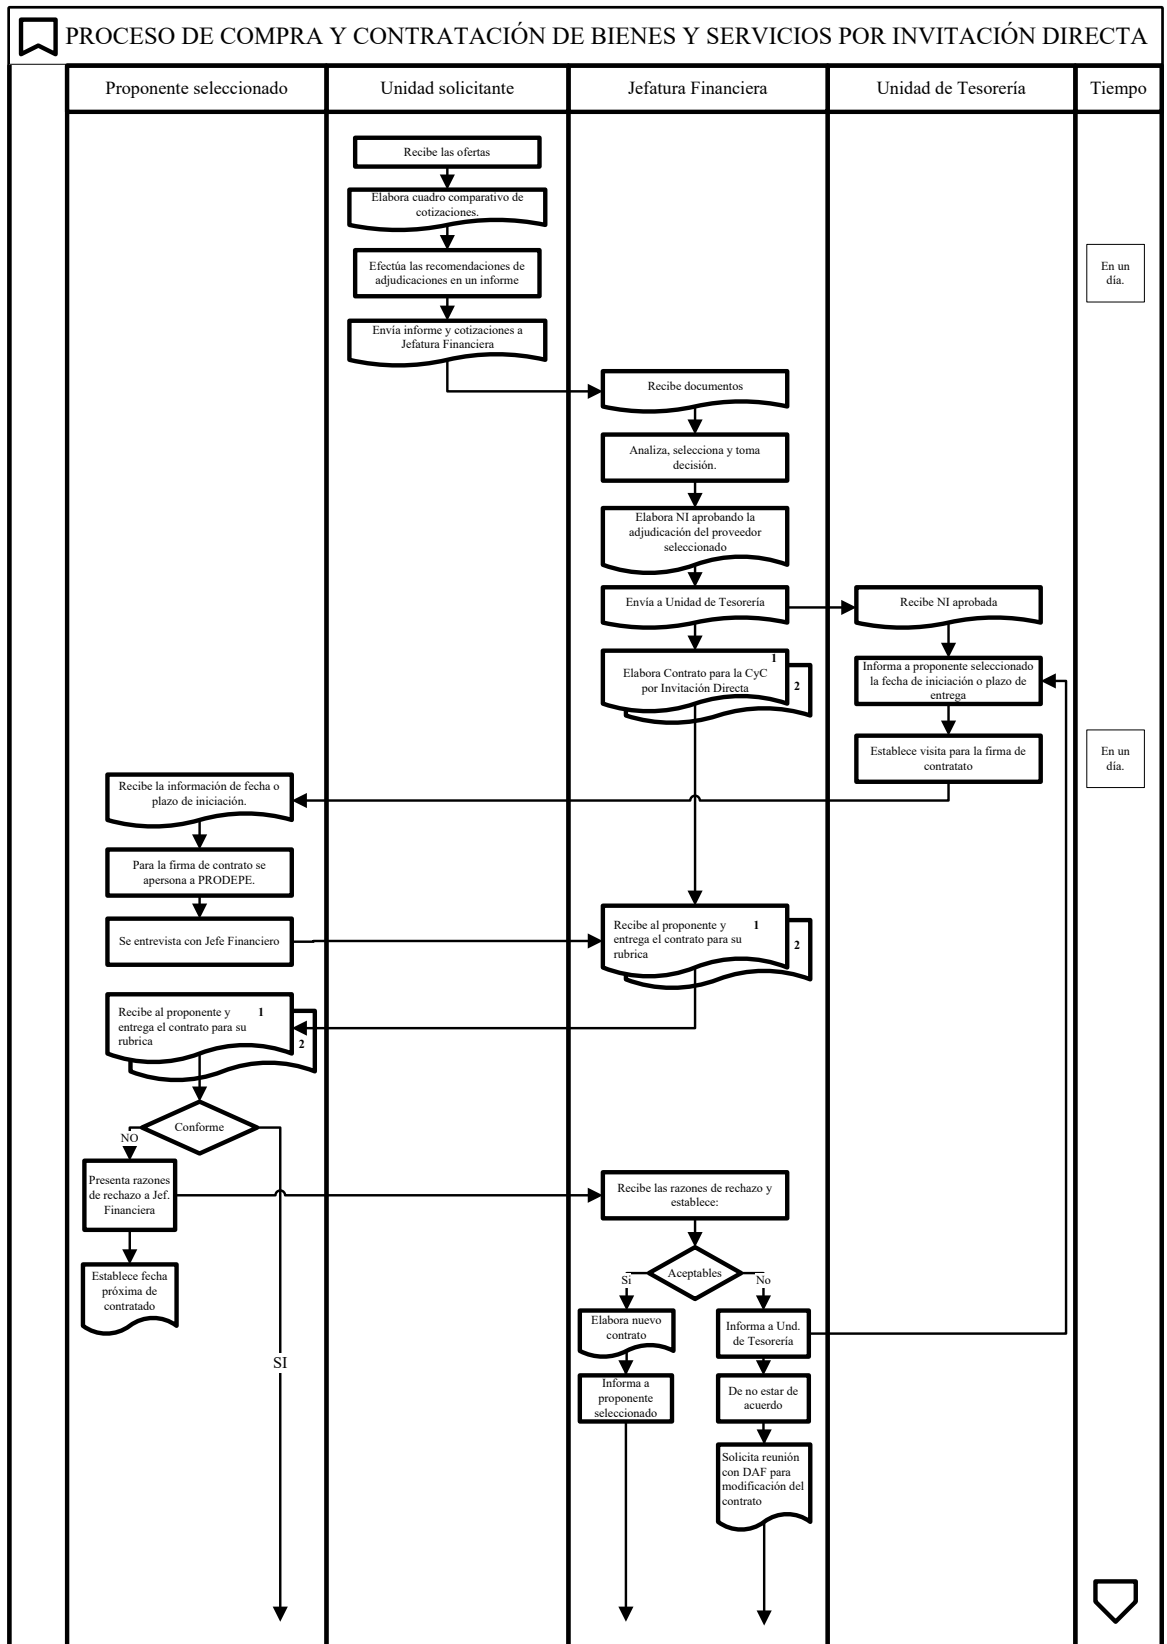 PROCESO DE COMPRA Y CONTRATACIÓN DE BIENES Y SERVICIOS POR INVITACIÓN DIRECTA
Proponente seleccionado
Unidad solicitante
Jefatura Financiera
Unidad de Tesorería
Tiempo
Recibe las ofertas
Elabora cuadro comparativo de
cotizaciones.
Efectúa las recomendaciones de
adjudicaciones en un informe
En un
día.
Envía informe y cotizaciones a
Jefatura Financiera
Recibe documentos
Analiza, selecciona y toma
decisión.
Elabora NI aprobando la
adjudicación del proveedor
seleccionado
Envía a Unidad de Tesorería
Recibe NI aprobada
1
Elabora Contrato para la CyC
por Invitación Directa
2
Informa a proponente seleccionado
la fecha de iniciación o plazo de
entrega
Establece visita para la firma de
contratato
En un
día.
Recibe la información de fecha o
plazo de iniciación.
Para la firma de contrato se
apersona a PRODEPE.
Se entrevista con Jefe Financiero
Recibe al proponente y
entrega el contrato para su
rubrica
1
2
Recibe al proponente y
entrega el contrato para su
rubrica
1
2
Conforme
NO
Presenta razones
de rechazo a Jef.
Financiera
Recibe las razones de rechazo y
establece:
Establece fecha
próxima de
contratado
Aceptables
Si
No
Elabora nuevo
contrato
Informa a Und.
de Tesorería
SI
Informa a
proponente
seleccionado
De no estar de
acuerdo
Solicita reunión
con DAF para
modificación del
contrato